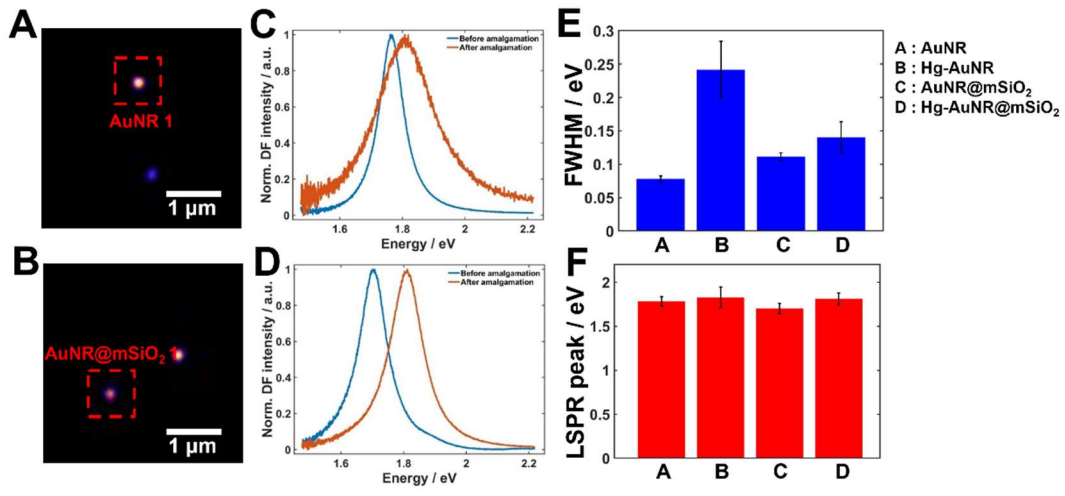 A
AuNR 1
1 µm
B
AuNR@mSiO₂ 1
1 µm
C
Before amalgamation
After amalgamation
Norm. DF intensity / a.u.
1
0.8
0.6
0.4
0.2
0
1.6
1.8
2
2.2
Energy / eV
D
Before amalgamation
After amalgamation
Norm. DF intensity / a.u.
1
0.8
0.6
0.4
0.2
0
1.6
1.8
2
2.2
Energy / eV
E
FWHM / eV
0.3
0.25
0.2
0.15
0.1
0.05
0
A
B
C
D
A : AuNR
B : Hg-AuNR
C : AuNR@mSiO₂
D : Hg-AuNR@mSiO₂
F
LSPR peak / eV
2
1.5
1
0.5
0
A
B
C
D